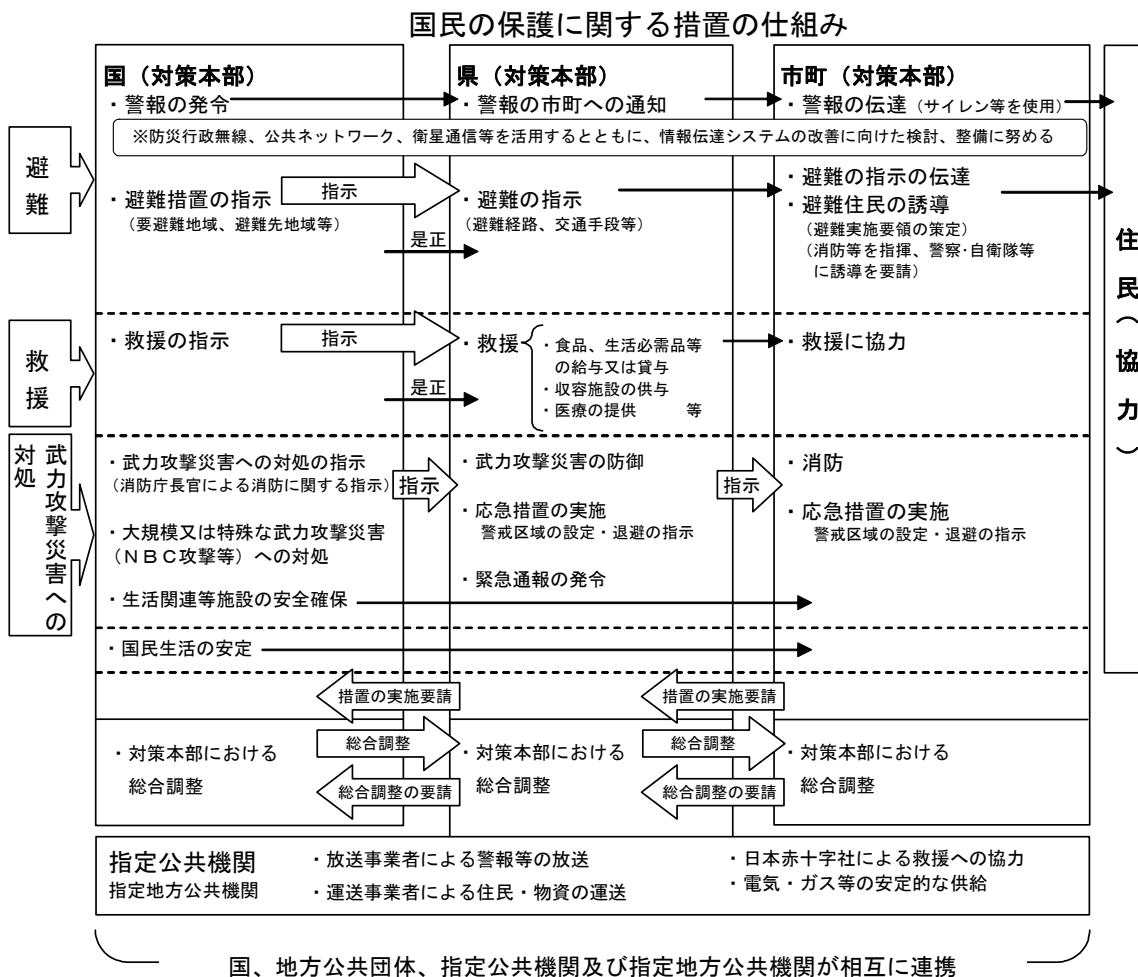 国民の保護に関する措置の仕組み
国（対策本部）
県（対策本部）
市町（対策本部）
・警報の発令
・警報の市町への通知
・警報の伝達（サイレン等を使用）
※防災行政無線、公共ネットワーク、衛星通信等を活用するとともに、情報伝達システムの改善に向けた検討、整備に努める
避難
・避難措置の指示
（要避難地域、避難先地域等）
指示
是正
・避難の指示
（避難経路、交通手段等）
・避難の指示の伝達
・避難住民の誘導
（避難実施要領の策定）
（消防等を指揮、警察・自衛隊等
に誘導を要請）
住民（協力）
救援
・救援の指示
指示
是正
・救援
・食品、生活必需品等
の給与又は貸与
・収容施設の供与
・医療の提供　等
・救援に協力
武力攻撃災害への
対処
・武力攻撃災害への対処の指示
（消防庁長官による消防に関する指示）
・大規模又は特殊な武力攻撃災害
（ＮＢＣ攻撃等）への対処
・生活関連等施設の安全確保
指示
・武力攻撃災害の防御
・応急措置の実施
警戒区域の設定・退避の指示
・緊急通報の発令
指示
・消防
・応急措置の実施
警戒区域の設定・退避の指示
・国民生活の安定
措置の実施要請
措置の実施要請
・対策本部における
総合調整
総合調整
総合調整の要請
・対策本部における
総合調整
総合調整
総合調整の要請
・対策本部における
総合調整
指定公共機関
指定地方公共機関
・放送事業者による警報等の放送
・運送事業者による住民・物資の運送
・日本赤十字社による救援への協力
・電気・ガス等の安定的な供給
国、地方公共団体、指定公共機関及び指定地方公共機関が相互に連携